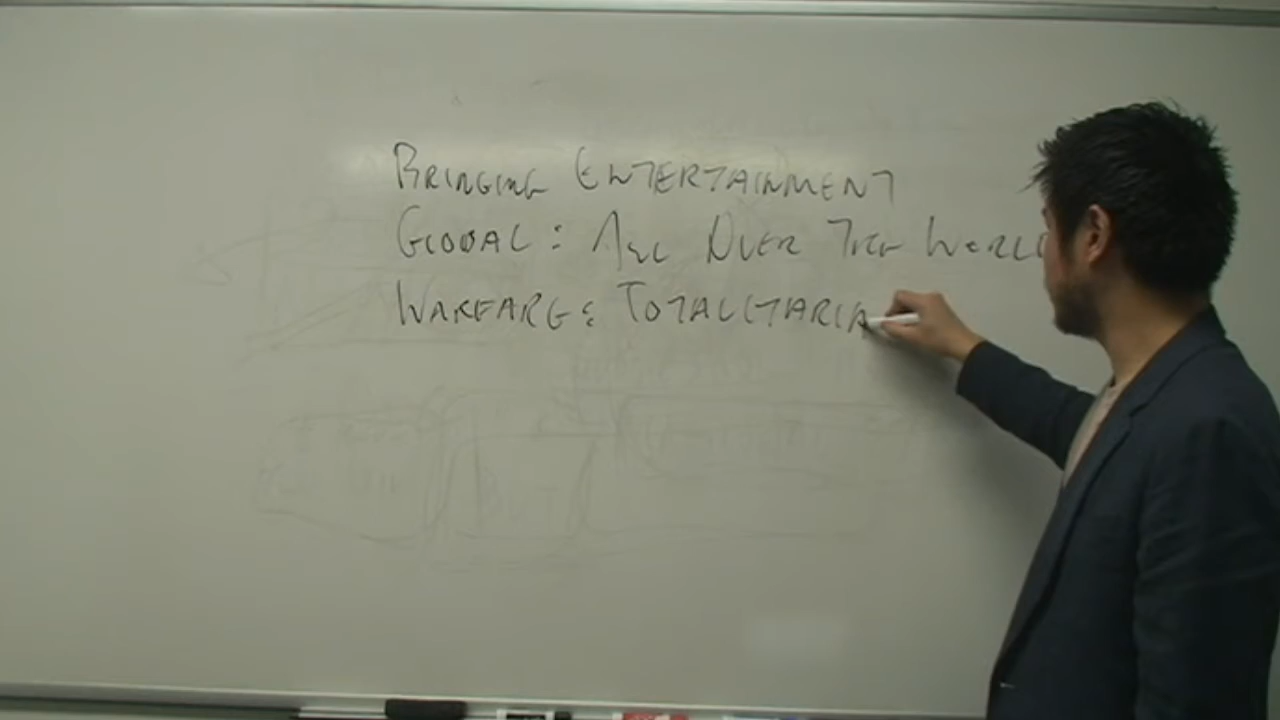 BRINGING ENTERTAINMENT
GLOBAL: ALL OVER THE WORLD
WARFARE: TOTALITARIA